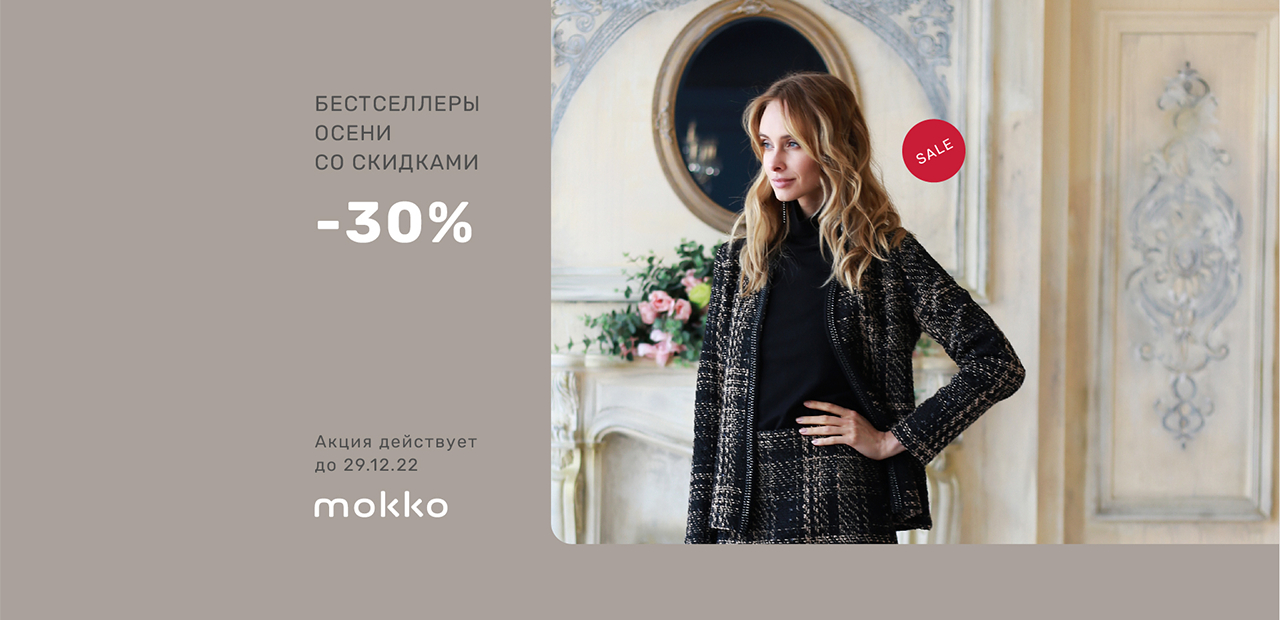 БЕСТСЕЛЛЕРЫ
ОСЕНИ
СО СКИДКАМИ
-30%
SALE
Акция действует
до 29.12.22
mokko